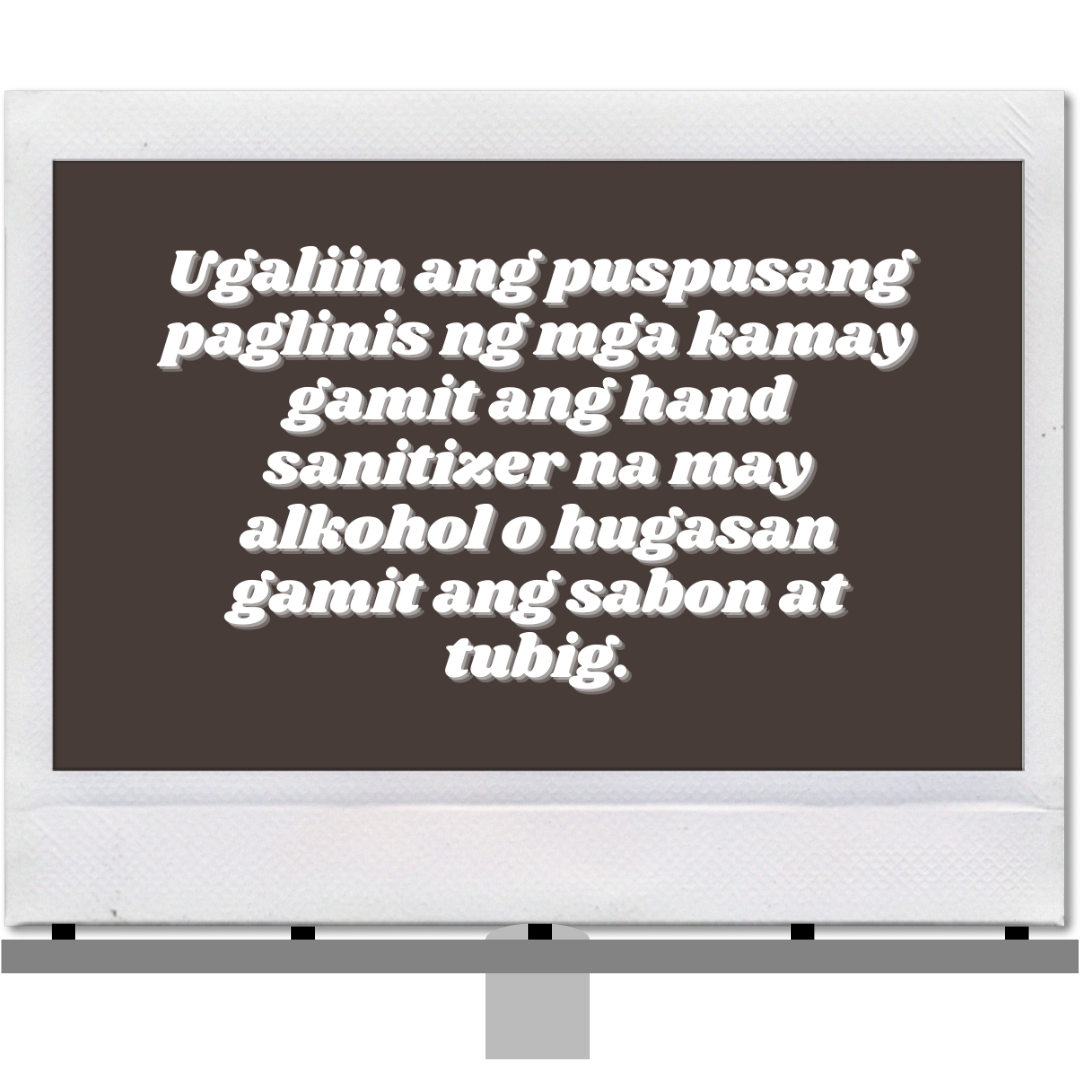 Ugaliin ang puspusang
paglinis ng mga kamay
gamit ang hand
sanitizer na may
alkohol o hugasan
gamit ang sabon at
tubig.